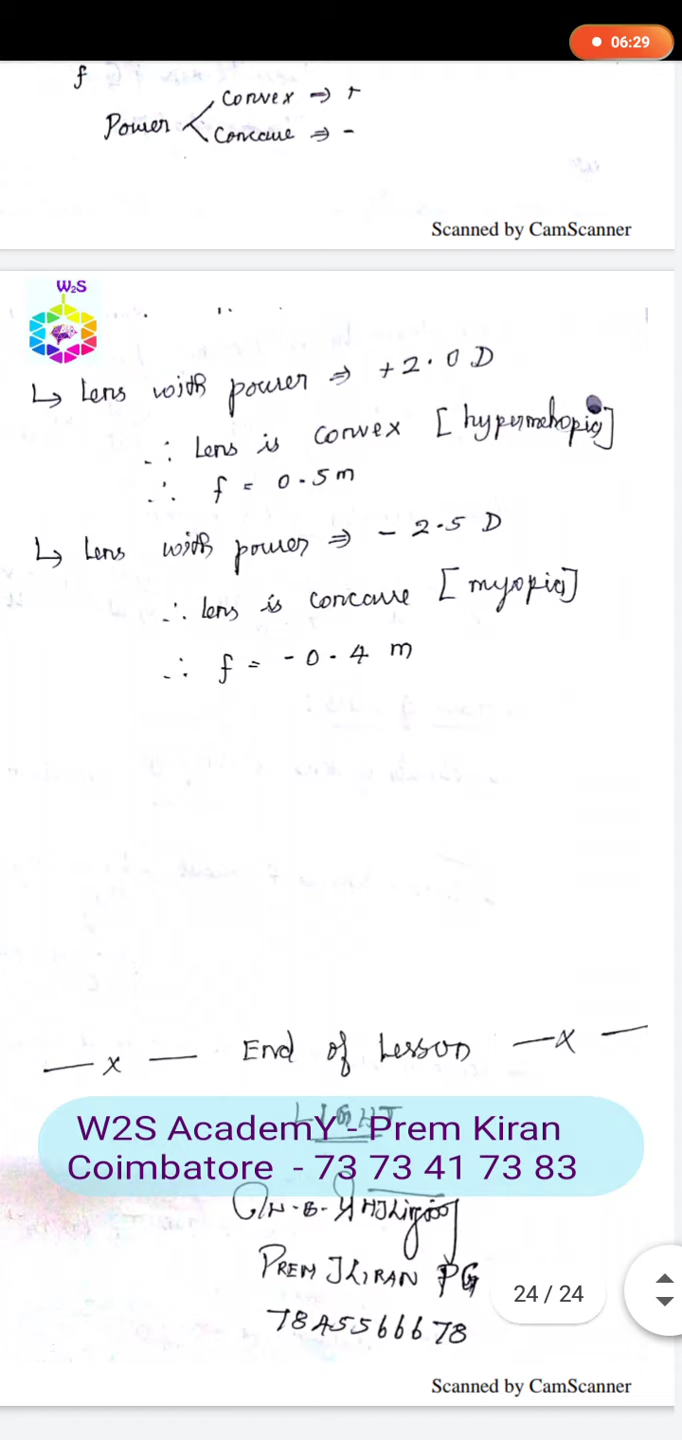 06:29
f
Power convex → +
concave ⇒ -
Scanned by CamScanner
W2S
↳ Lens with power ⇒ +2.0 D
∴ Lens is convex [hypermetropia]
∴ f = 0.5m
↳ Lens with power ⇒ - 2.5 D
∴ lens is concave [myopia]
∴ f = -0.4 m
— x — End of Lesson — x —
LIGHT
W2S AcademY - Prem Kiran
Coimbatore - 73 73 41 73 83
PREM KIRAN PG
7845566678
24 / 24
Scanned by CamScanner